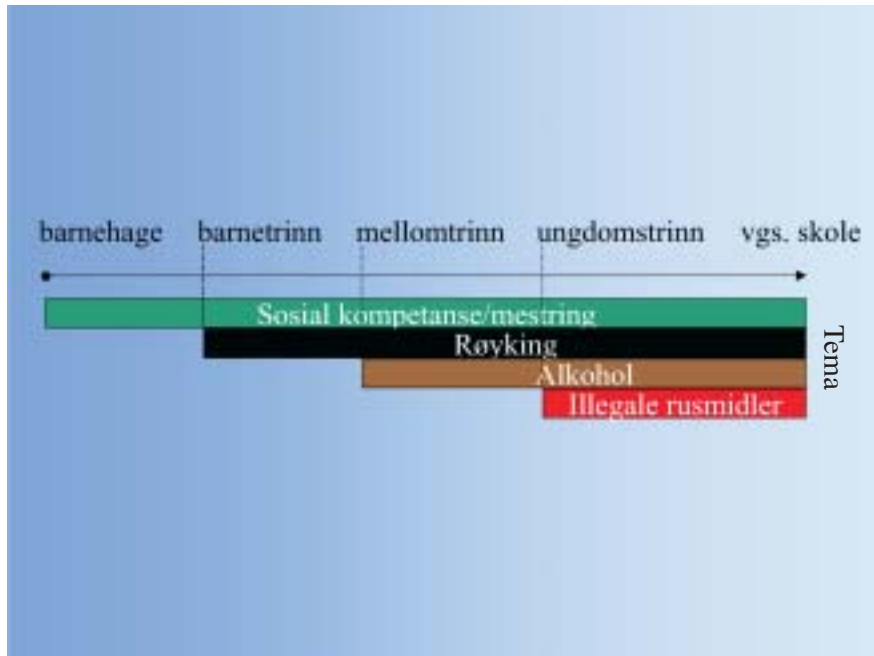 barnehage barnetrinn mellomtrinn ungdomstrinn vgs. skole
Sosial kompetanse/mestring
Røyking
Alkohol
Illegale rusmidler
Tema